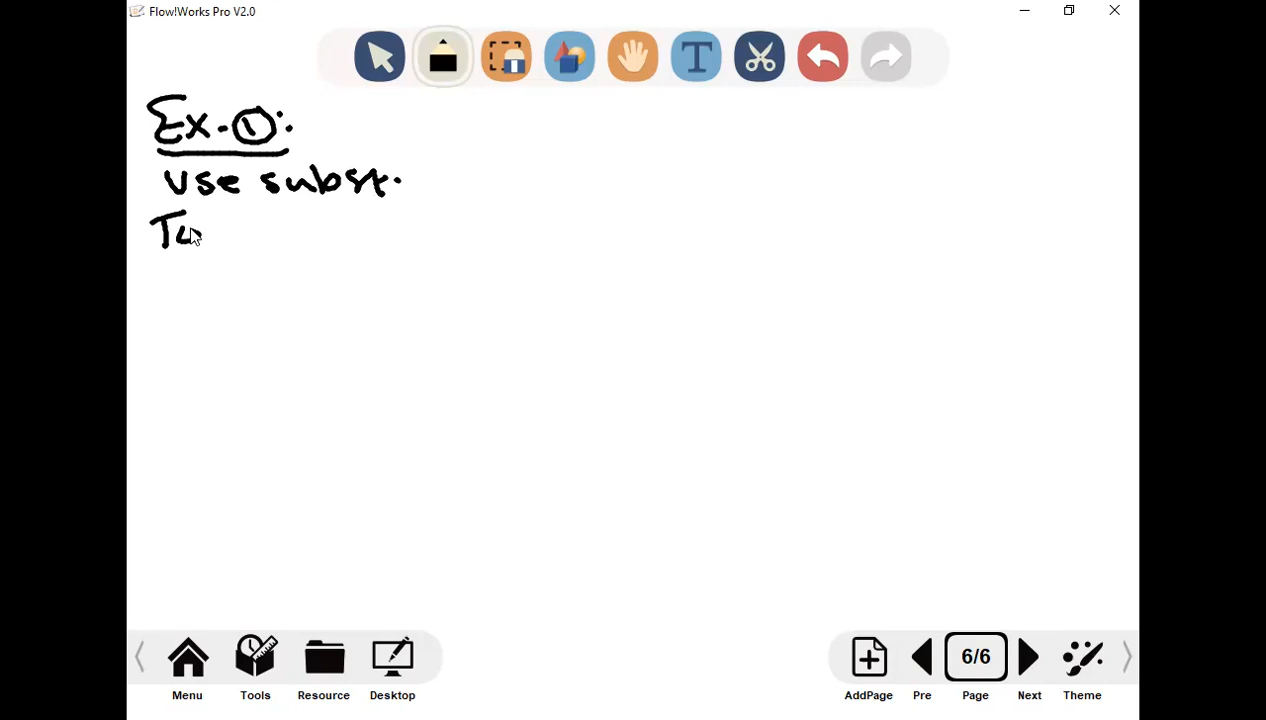 Flow!Works Pro V2.0
T
Ex. ①:
use subst.
6/6
Menu
Tools
Resource
Desktop
AddPage
Pre
Page
Next
Theme